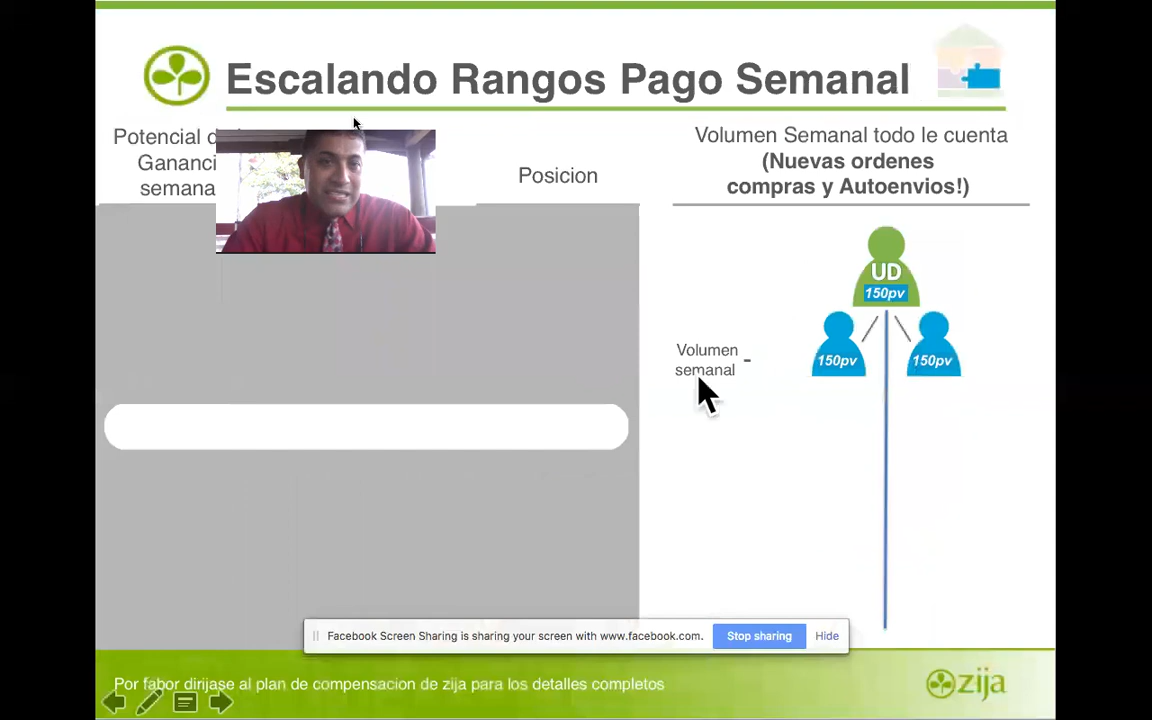 Escalando Rangos Pago Semanal
Potencial d
Gananci
semana
Posicion
Volumen Semanal todo le cuenta
(Nuevas ordenes
compras y Autoenvios!)
UD
150pv
150pv
150pv
Volumen
semanal -
Facebook Screen Sharing is sharing your screen with www.facebook.com.
Stop sharing
Hide
Por fabor dirijase al plan de compensacion de zija para los detalles completos
zija